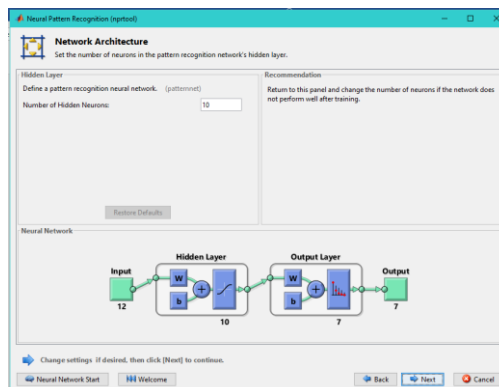 Neural Pattern Recognition (nprtool)
Network Architecture
Set the number of neurons in the pattern recognition network's hidden layer.
Hidden Layer
Define a pattern recognition neural network. (patternnet)
Number of Hidden Neurons: 10
Restore Defaults
Recommendation
Return to this panel and change the number of neurons if the network does
not perform well after training.
Neural Network
Hidden Layer Output Layer
Input Output
W W
b b
12 7
10 7
Change settings if desired, then click [Next] to continue.
Neural Network Start Welcome Back Next Cancel